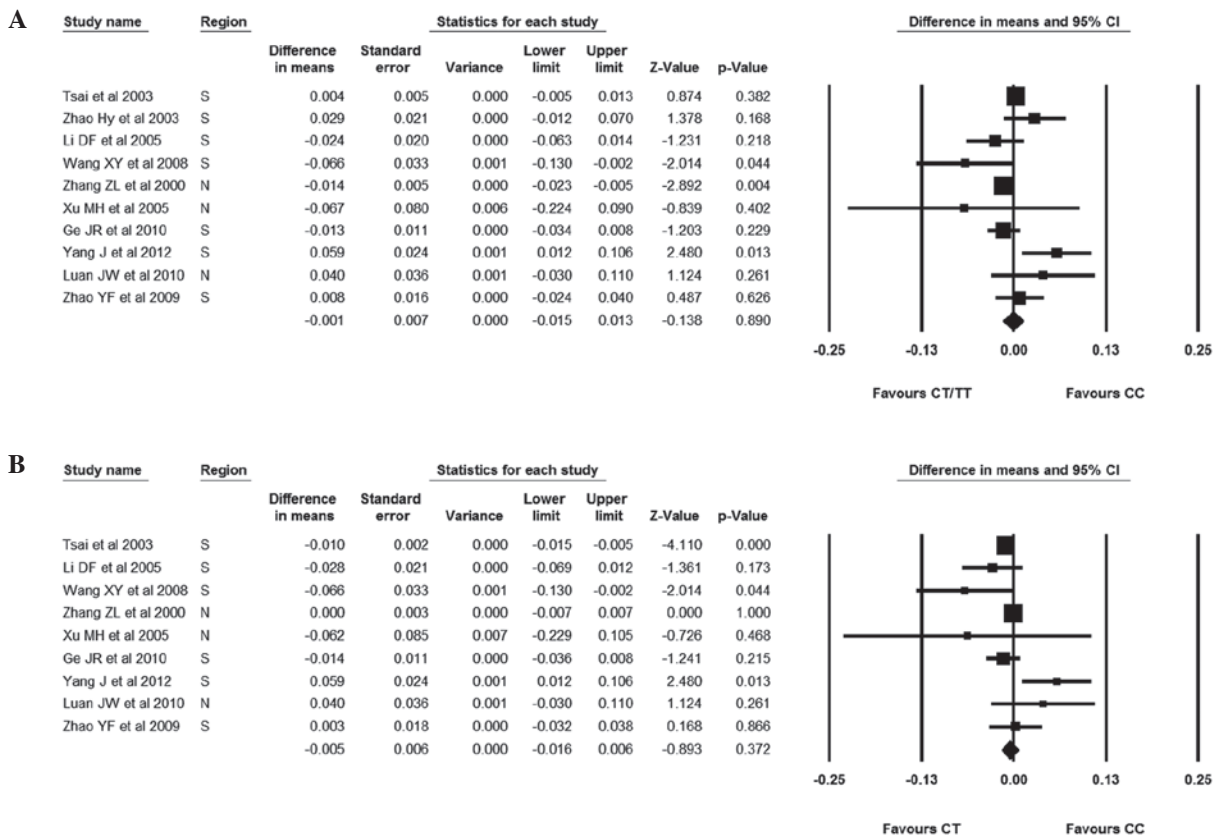 A
Study name Region Statistics for each study Difference in means and 95% CI
Difference in means Standard error Variance Lower limit Upper limit Z-Value p-Value
Tsai et al 2003 S 0.004 0.005 0.000 -0.005 0.013 0.874 0.382
Zhao Hy et al 2003 S 0.029 0.021 0.000 -0.012 0.070 1.378 0.168
Li DF et al 2005 S -0.024 0.020 0.000 -0.063 0.014 -1.231 0.218
Wang XY et al 2008 S -0.066 0.033 0.001 -0.130 -0.002 -2.014 0.044
Zhang ZL et al 2000 N -0.014 0.005 0.000 -0.023 -0.005 -2.892 0.004
Xu MH et al 2005 N -0.067 0.080 0.006 -0.224 0.090 -0.839 0.402
Ge JR et al 2010 S -0.013 0.011 0.000 -0.034 0.008 -1.203 0.229
Yang J et al 2012 S 0.059 0.024 0.001 0.012 0.106 2.480 0.013
Luan JW et al 2010 N 0.040 0.036 0.001 -0.030 0.110 1.124 0.261
Zhao YF et al 2009 S 0.008 0.016 0.000 -0.024 0.040 0.487 0.626
-0.001 0.007 0.000 -0.015 0.013 -0.138 0.890
-0.25 -0.13 0.00 0.13 0.25
Favours CT/TT Favours CC
B
Study name Region Statistics for each study Difference in means and 95% CI
Difference in means Standard error Variance Lower limit Upper limit Z-Value p-Value
Tsai et al 2003 S -0.010 0.002 0.000 -0.015 -0.005 -4.110 0.000
Li DF et al 2005 S -0.028 0.021 0.000 -0.069 0.012 -1.361 0.173
Wang XY et al 2008 S -0.066 0.033 0.001 -0.130 -0.002 -2.014 0.044
Zhang ZL et al 2000 N 0.000 0.003 0.000 -0.007 0.007 0.000 1.000
Xu MH et al 2005 N -0.062 0.085 0.007 -0.229 0.105 -0.726 0.468
Ge JR et al 2010 S -0.014 0.011 0.000 -0.036 0.008 -1.241 0.215
Yang J et al 2012 S 0.059 0.024 0.001 0.012 0.106 2.480 0.013
Luan JW et al 2010 N 0.040 0.036 0.001 -0.030 0.110 1.124 0.261
Zhao YF et al 2009 S 0.003 0.018 0.000 -0.032 0.038 0.168 0.866
-0.005 0.006 0.000 -0.016 0.006 -0.893 0.372
-0.25 -0.13 0.00 0.13 0.25
Favours CT Favours CC